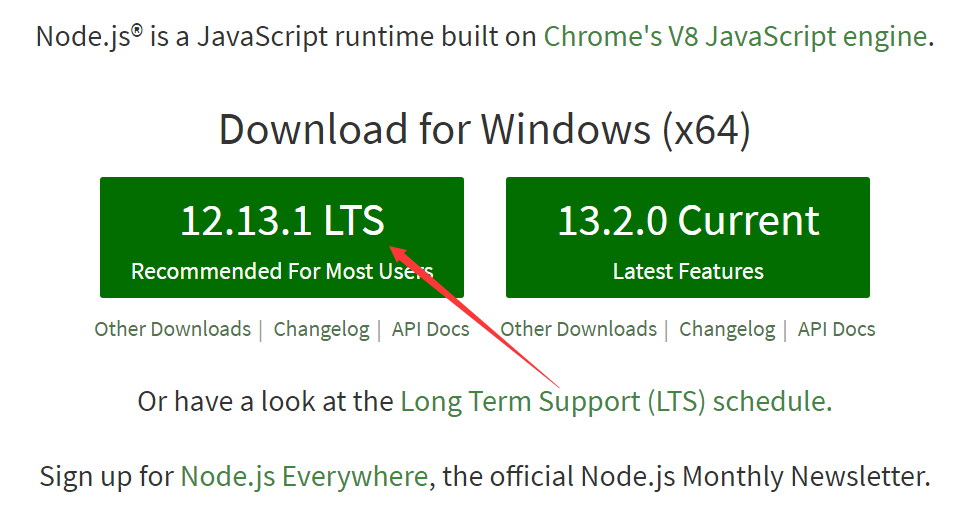 Node.js® is a JavaScript runtime built on Chrome's V8 JavaScript engine.
Download for Windows (x64)
12.13.1 LTS
Recommended For Most Users
13.2.0 Current
Latest Features
Other Downloads | Changelog | API Docs
Other Downloads | Changelog | API Docs
Or have a look at the Long Term Support (LTS) schedule.
Sign up for Node.js Everywhere, the official Node.js Monthly Newsletter.